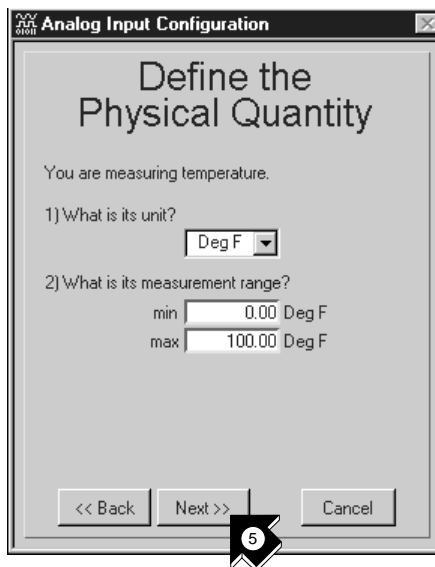 Analog Input Configuration
Define the
Physical Quantity
You are measuring temperature.
1) What is its unit?
Deg F
2) What is its measurement range?
min 0.00 Deg F
max 100.00 Deg F
<< Back Next >> Cancel
5